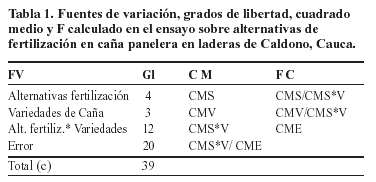 Tabla 1. Fuentes de variación, grados de libertad, cuadrado
medio y F calculado en el ensayo sobre alternativas de
fertilización en caña panelera en laderas de Caldono, Cauca.
FV Gl C M F C
Alternativas fertilización 4 CMS CMS/CMS*V
Variedades de Caña 3 CMV CMV/CMS*V
Alt. fertiliz.* Variedades 12 CMS*V CME
Error 20 CMS*V/ CME
Total (c) 39